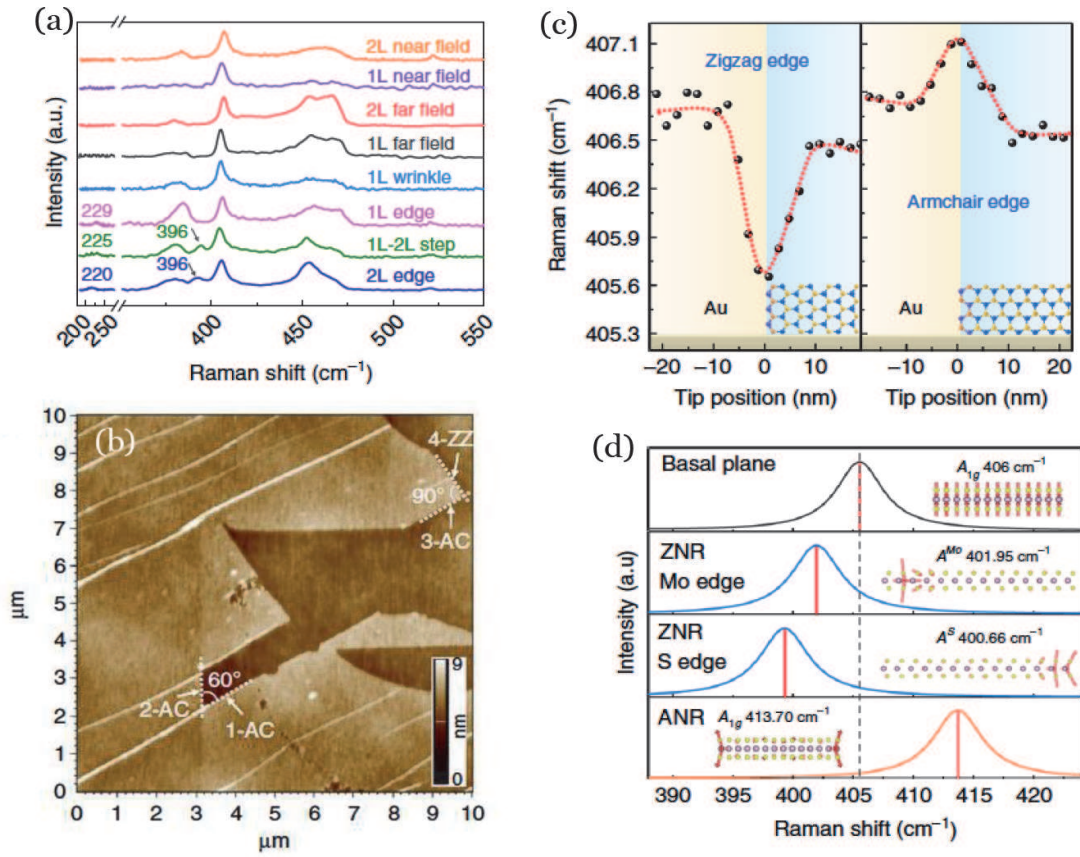 (a)
2L near field
1L near field
2L far field
1L far field
1L wrinkle
229
1L edge
225
396
1L-2L step
220
396
2L edge
Intensity (a.u.)
200 250 400 450 500 550
Raman shift (cm⁻¹)
(b)
10
9
8
7
6
5
4
3
2
1
0
µm
4-ZZ
90°
3-AC
60°
2-AC
1-AC
9
nm
0
0 1 2 3 4 5 6 7 8 9 10
µm
(c)
407.1
406.8
406.5
406.2
405.9
405.6
405.3
Raman shift (cm⁻¹)
Zigzag edge
Armchair edge
Au
Au
−20 −10 0 10
−10 0 10 20
Tip position (nm)
Tip position (nm)
(d)
Basal plane
A1g 406 cm⁻¹
ZNR
Mo edge
A^Mo 401.95 cm⁻¹
ZNR
S edge
A^S 400.66 cm⁻¹
ANR
A1g 413.70 cm⁻¹
Intensity (a.u)
390 395 400 405 410 414 420
Raman shift (cm⁻¹)